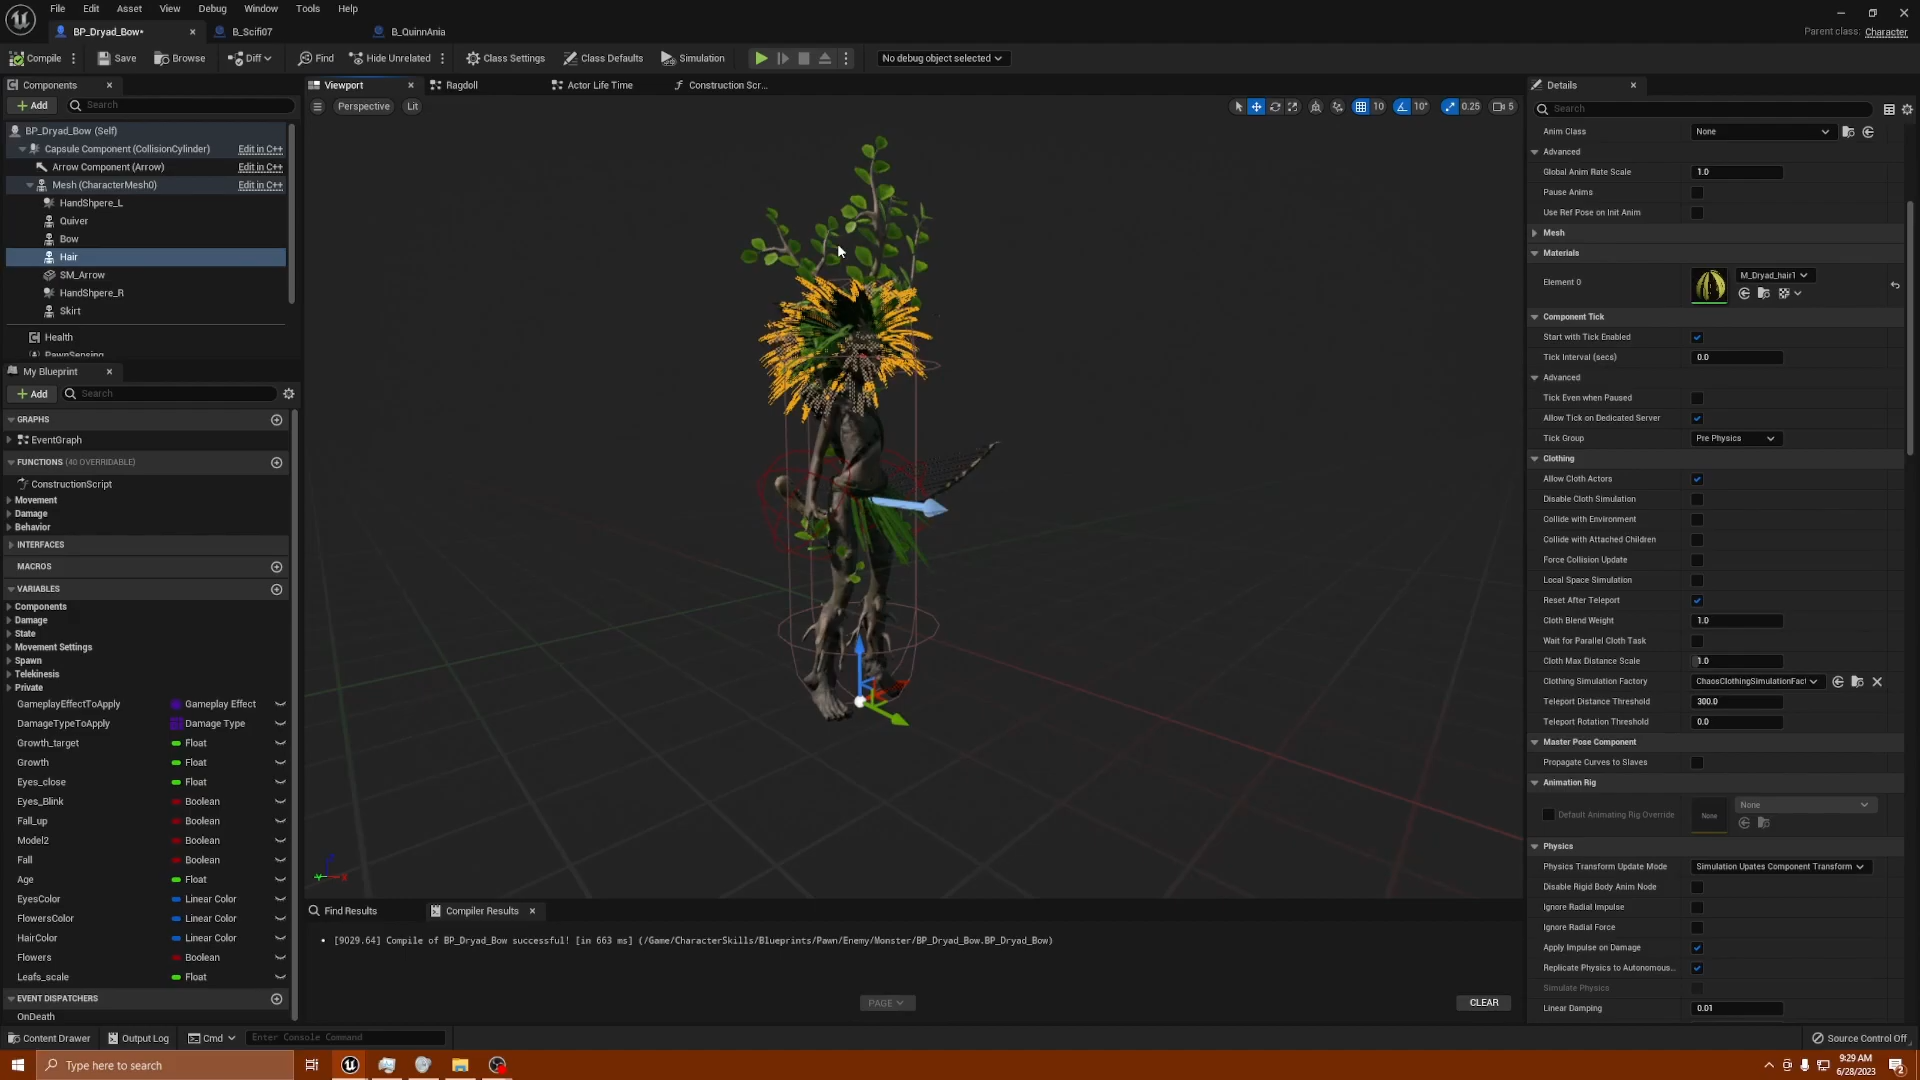 File Edit Asset View Debug Window Tools Help
BP_Dryad_Bow* B_Scifi07 B_QuinnAnia
Parent class: Character
Compile Save Browse Diff Find Hide Unrelated Class Settings Class Defaults Simulation No debug object selected
Components
Add Search
BP_Dryad_Bow (Self)
Capsule Component (CollisionCylinder) Edit in C++
Arrow Component (Arrow) Edit in C++
Mesh (CharacterMesh0) Edit in C++
HandShpere_L
Quiver
Bow
Hair
SM_Arrow
HandShpere_R
Skirt
Health
PawnSensing
My Blueprint
Add Search
GRAPHS
EventGraph
FUNCTIONS (40 OVERRIDABLE)
ConstructionScript
Movement
Damage
Behavior
INTERFACES
MACROS
VARIABLES
Components
Damage
State
Movement Settings
Spawn
Telekinesis
Private
GameplayEffectToApply Gameplay Effect
DamageTypeToApply Damage Type
Growth_target Float
Growth Float
Eyes_close Float
Eyes_Blink Boolean
Fall_up Boolean
Model2 Boolean
Fall Boolean
Age Float
EyesColor Linear Color
FlowersColor Linear Color
HairColor Linear Color
Flowers Boolean
Leafs_scale Float
EVENT DISPATCHERS
OnDeath
Viewport Ragdoll Actor Life Time Construction Scr...
Perspective Lit
10 10° 0.25 5
Find Results Compiler Results
[9029.64] Compile of BP_Dryad_Bow successful! [in 663 ms] (/Game/CharacterSkills/Blueprints/Pawn/Enemy/Monster/BP_Dryad_Bow.BP_Dryad_Bow)
PAGE
CLEAR
Details
Search
Anim Class None
Advanced
Global Anim Rate Scale 1.0
Pause Anims
Use Ref Pose on Init Anim
Mesh
Materials
Element 0 M_Dryad_hair1
Component Tick
Start with Tick Enabled
Tick Interval (secs) 0.0
Advanced
Tick Even when Paused
Allow Tick on Dedicated Server
Tick Group Pre Physics
Clothing
Allow Cloth Actors
Disable Cloth Simulation
Collide with Environment
Collide with Attached Children
Force Collision Update
Local Space Simulation
Reset After Teleport
Cloth Blend Weight 1.0
Wait for Parallel Cloth Task
Cloth Max Distance Scale 1.0
Clothing Simulation Factory ChaosClothingSimulationFact
Teleport Distance Threshold 300.0
Teleport Rotation Threshold 0.0
Master Pose Component
Propagate Curves to Slaves
Animation Rig
Default Animating Rig Override None None
Physics
Physics Transform Update Mode Simulation Upates Component Transform
Disable Rigid Body Anim Node
Ignore Radial Impulse
Ignore Radial Force
Apply Impulse on Damage
Replicate Physics to Autonomous...
Simulate Physics
Linear Damping 0.01
Content Drawer Output Log Cmd Enter Console Command Source Control Off
Type here to search
9:29 AM
6/28/2023
2